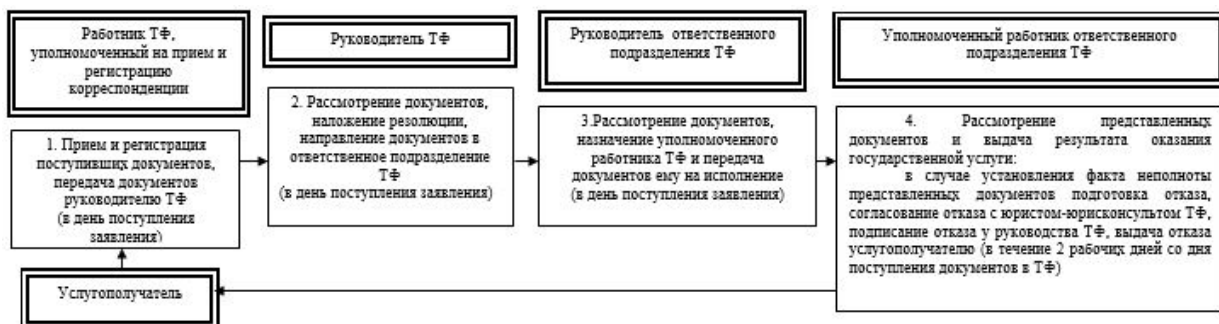 Работник ТФ,
уполномоченный на прием и
регистрацию
корреспонденции
Руководитель ТФ
Руководитель ответственного
подразделения ТФ
Уполномоченный работник ответственного
подразделения ТФ
1. Прием и регистрация
поступивших документов,
передача документов
руководителю ТФ
(в день поступления
заявления)
2. Рассмотрение документов,
наложение резолюции,
направление документов в
ответственное подразделение
ТФ
(в день поступления заявления)
3.Рассмотрение документов,
назначение уполномоченного
работника ТФ и передача
документов ему на исполнение
(в день поступления заявления)
4. Рассмотрение представленных
документов и выдача результата оказания
государственной услуги:
в случае установления факта неполноты
представленных документов подготовка отказа,
согласование отказа с юристом-юрисконсультом ТФ,
подписание отказа у руководства ТФ, выдача отказа
услугополучателю (в течение 2 рабочих дней со дня
поступления документов в ТФ)
Услугополучатель